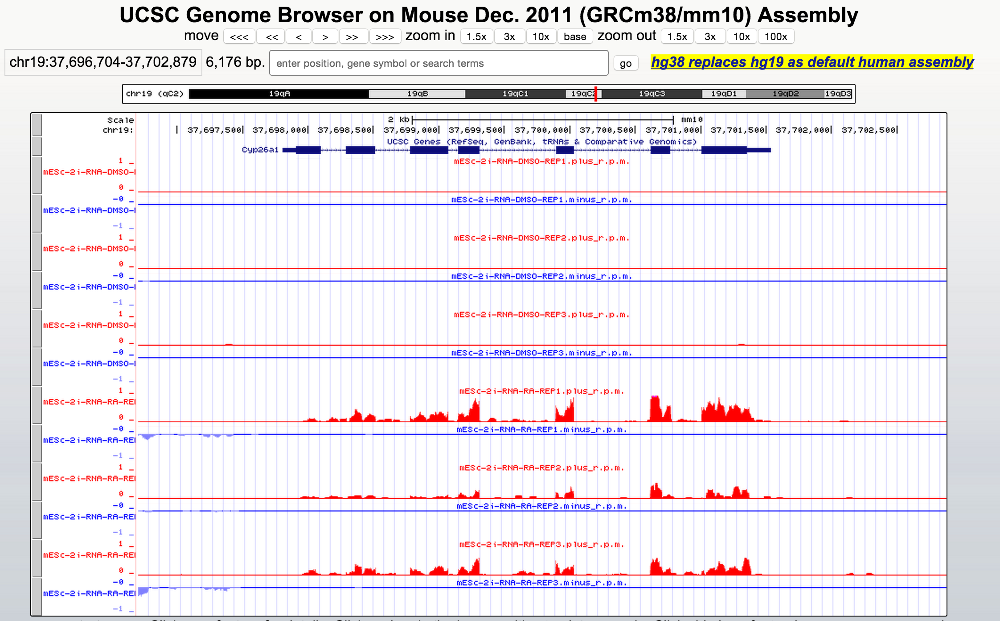 UCSC Genome Browser on Mouse Dec. 2011 (GRCm38/mm10) Assembly
move <<< << < > >> >>> zoom in 1.5x 3x 10x base zoom out 1.5x 3x 10x 100x
chr19:37,696,704-37,702,879 6,176 bp. enter position, gene symbol or search terms go hg38 replaces hg19 as default human assembly
chr19 (qC2) 19qA 19qB 19qC1 19qC2 19qC3 19qD1 19qD2 19qD3
Scale 2 kb mm10
chr19: 37,697,500 37,698,000 37,698,500 37,699,000 37,699,500 37,700,000 37,700,500 37,701,000 37,701,500 37,702,000 37,702,500
UCSC Genes (RefSeq, GenBank, tRNAs & Comparative Genomics)
Cyp26a1
1 _ mESc-2i-RNA-DMSO-REP1.plus_r.p.m.
mESc-2i-RNA-DMSO-
0 _
-0 _ mESc-2i-RNA-DMSO-REP1.minus_r.p.m.
mESc-2i-RNA-DMSO-
-1 _
1 _ mESc-2i-RNA-DMSO-REP2.plus_r.p.m.
mESc-2i-RNA-DMSO-
0 _
-0 _ mESc-2i-RNA-DMSO-REP2.minus_r.p.m.
mESc-2i-RNA-DMSO-
-1 _
1 _ mESc-2i-RNA-DMSO-REP3.plus_r.p.m.
mESc-2i-RNA-DMSO-
0 _
-0 _ mESc-2i-RNA-DMSO-REP3.minus_r.p.m.
mESc-2i-RNA-DMSO-
-1 _
1 _ mESc-2i-RNA-RA-REP1.plus_r.p.m.
mESc-2i-RNA-RA-RE
0 _
-0 _ mESc-2i-RNA-RA-REP1.minus_r.p.m.
mESc-2i-RNA-RA-RE
-1 _
1 _ mESc-2i-RNA-RA-REP2.plus_r.p.m.
mESc-2i-RNA-RA-RE
0 _
-0 _ mESc-2i-RNA-RA-REP2.minus_r.p.m.
mESc-2i-RNA-RA-RE
-1 _
1 _ mESc-2i-RNA-RA-REP3.plus_r.p.m.
mESc-2i-RNA-RA-RE
0 _
-0 _ mESc-2i-RNA-RA-REP3.minus_r.p.m.
mESc-2i-RNA-RA-RE
-1 _